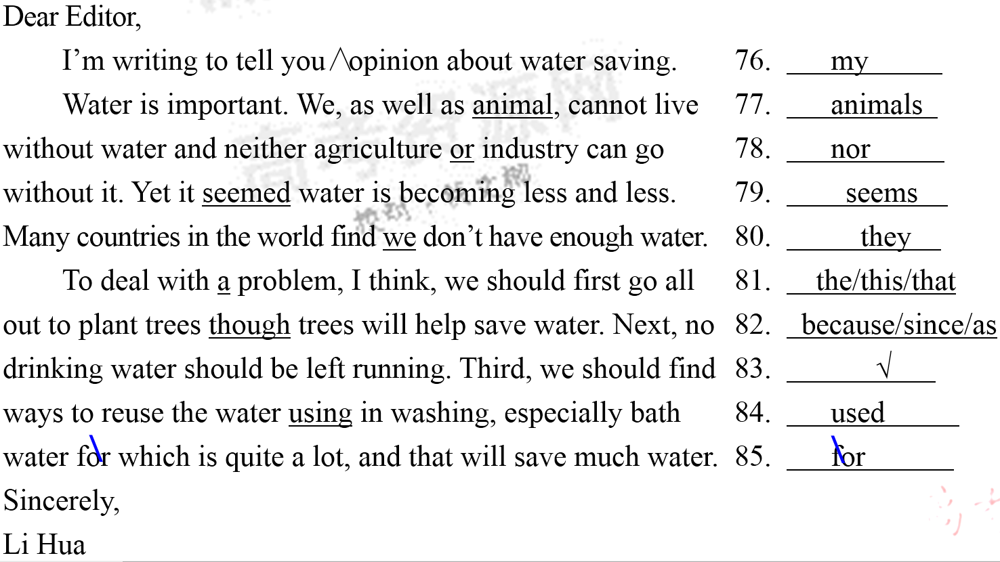 Dear Editor,
I’m writing to tell you ∧opinion about water saving. 76. my
Water is important. We, as well as animal, cannot live 77. animals
without water and neither agriculture or industry can go 78. nor
without it. Yet it seemed water is becoming less and less. 79. seems
Many countries in the world find we don’t have enough water. 80. they
To deal with a problem, I think, we should first go all 81. the/this/that
out to plant trees though trees will help save water. Next, no 82. because/since/as
drinking water should be left running. Third, we should find 83. √
ways to reuse the water using in washing, especially bath 84. used
water for which is quite a lot, and that will save much water. 85. for
Sincerely,
Li Hua
高考资源网